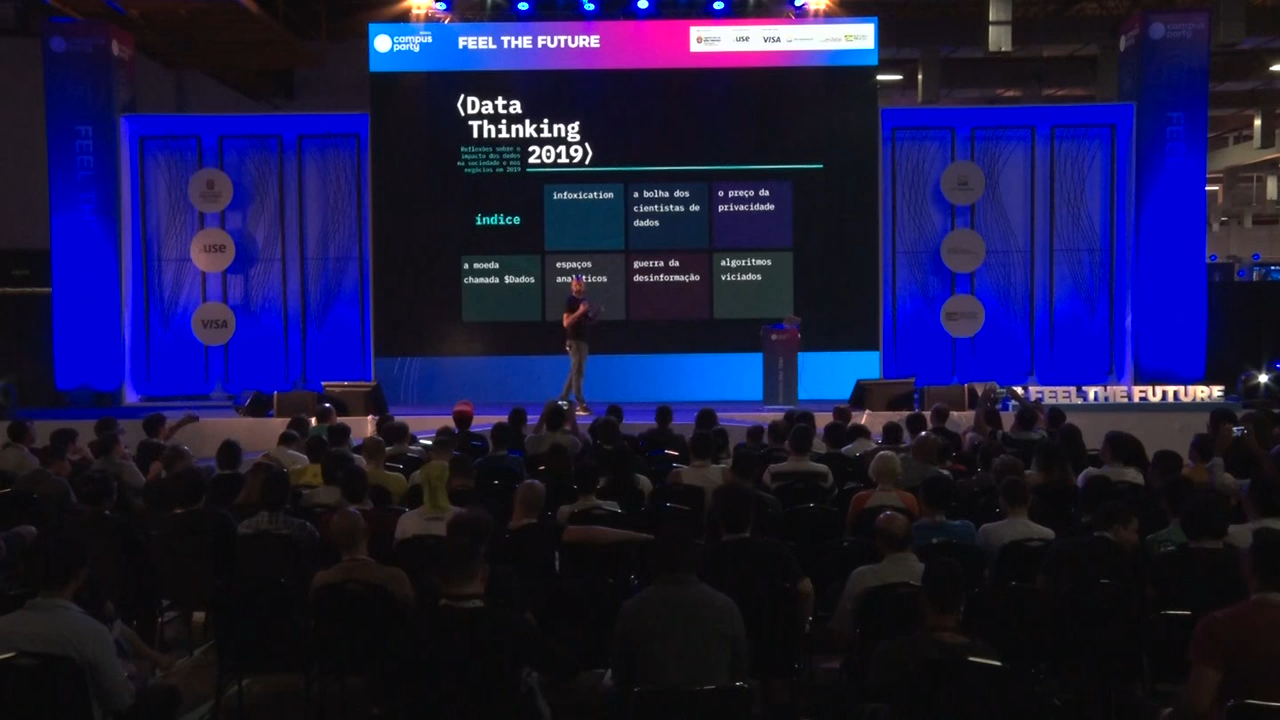 campus
party
FEEL THE FUTURE
use
VISA
⟨Data
Thinking
2019⟩
Reflexões sobre o
impacto dos dados
na sociedade e nos
negócios em 2019
índice
infoxication
a bolha dos
cientistas de
dados
o preço da
privacidade
a moeda
chamada $Dados
espaços
analíticos
guerra da
desinformação
algoritmos
viciados
use
VISA
FEEL THE FUTURE